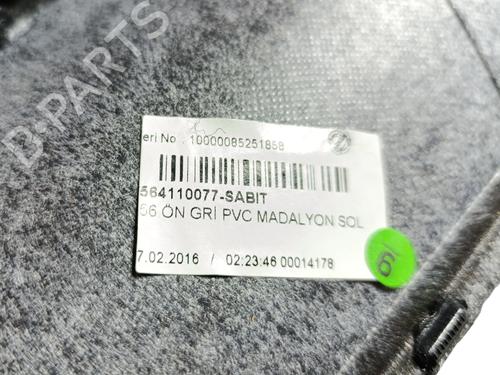 B-PARTS
eri No : 10000085251858
564110077-SABIT
56 ÖN GRİ PVC MADALYON SOL
7.02.2016 / 02:23:46 00014178
6